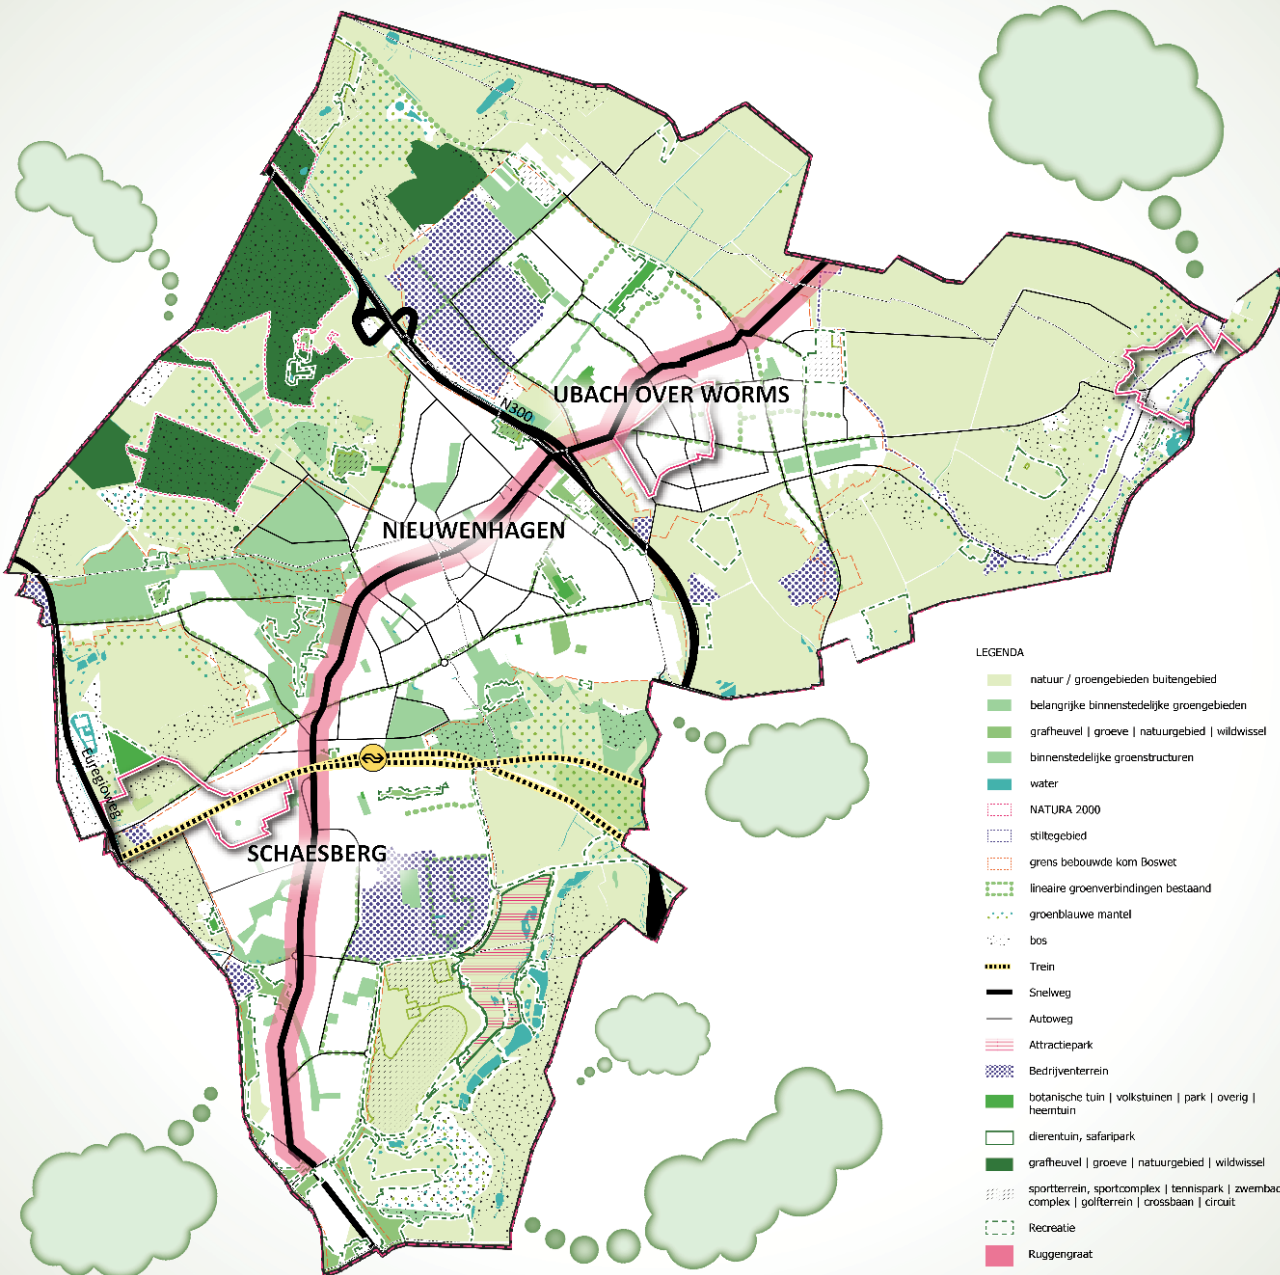 UBACH OVER WORMS
N300
NIEUWENHAGEN
Euregioweg
SCHAESBERG
LEGENDA
natuur / groengebieden buitengebied
belangrijke binnenstedelijke groengebieden
grafheuvel | groeve | natuurgebied | wildwissel
binnenstedelijke groenstructuren
water
NATURA 2000
stiltegebied
grens bebouwde kom Boswet
lineaire groenverbindingen bestaand
groenblauwe mantel
bos
Trein
Snelweg
Autoweg
Attractiepark
Bedrijventerrein
botanische tuin | volkstuinen | park | overig |
heemtuin
dierentuin, safaripark
grafheuvel | groeve | natuurgebied | wildwissel
sportterrein, sportcomplex | tennispark | zwembad
complex | golfterrein | crossbaan | circuit
Recreatie
Ruggengraat